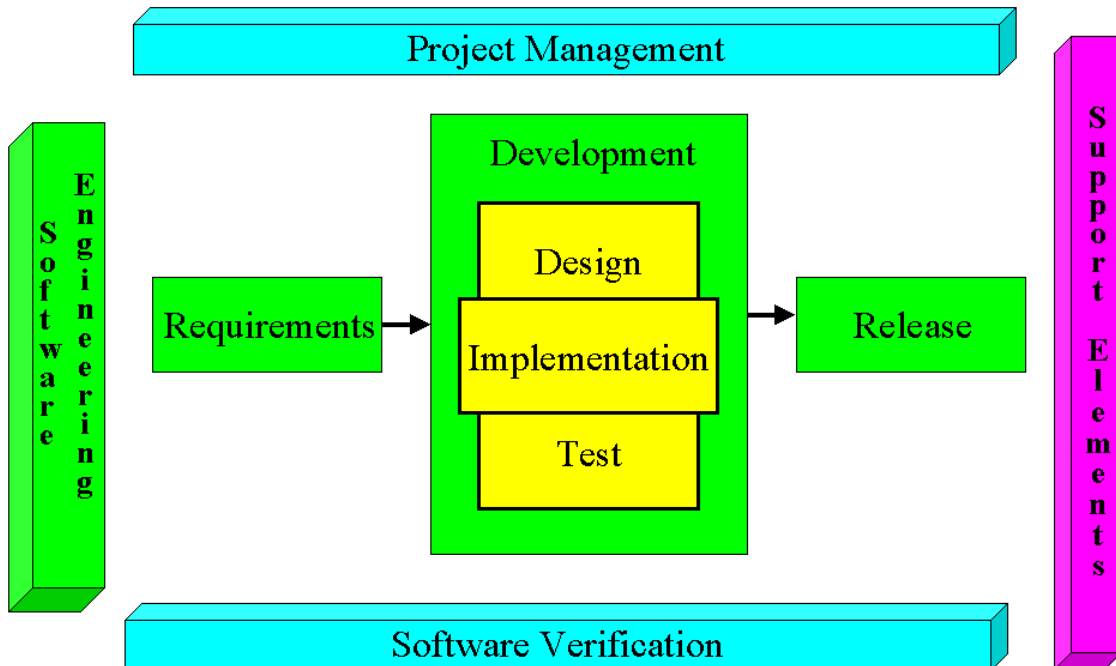 Project Management
Software
Engineering
Requirements
Development
Design
Implementation
Test
Release
Support Elements
Software Verification